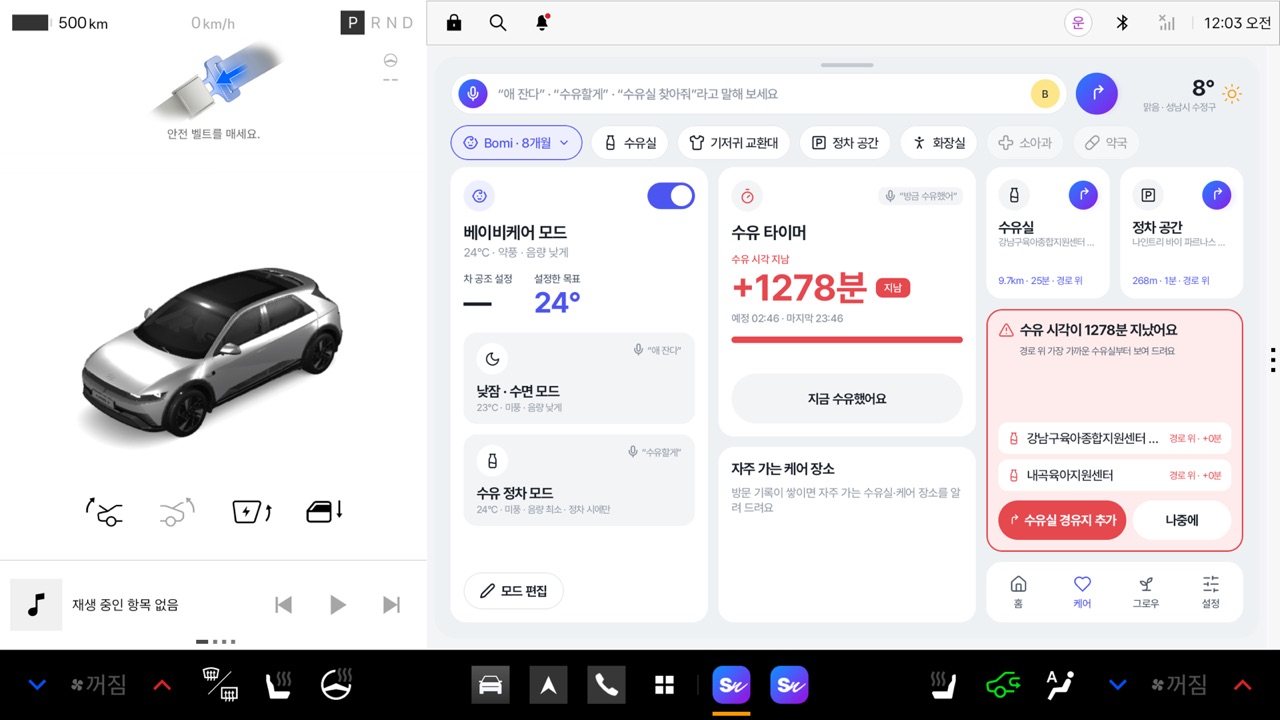 500 km
0 km/h
P R N D
12:03 오전
운
안전 벨트를 매세요.
--
재생 중인 항목 없음
“애 잔다” · “수유할게” · “수유실 찾아줘”라고 말해 보세요
B
8°
맑음 · 성남시 수정구
Bomi · 8개월
수유실
기저귀 교환대
정차 공간
화장실
소아과
약국
베이비케어 모드
24°C · 약풍 · 음량 낮게
차 공조 설정
설정한 목표
—
24°
“애 잔다”
낮잠 · 수면 모드
23°C · 미풍 · 음량 낮게
“수유할게”
수유 정차 모드
24°C · 미풍 · 음량 최소 · 정차 시에만
모드 편집
“방금 수유했어”
수유 타이머
수유 시각 지남
+1278분
지남
예정 02:46 · 마지막 23:46
지금 수유했어요
자주 가는 케어 장소
방문 기록이 쌓이면 자주 가는 수유실·케어 장소를 알
려 드려요
수유실
강남구육아종합지원센터 ...
9.7km · 25분 · 경로 위
정차 공간
나인트리 바이 파르나스 ...
268m · 1분 · 경로 위
수유 시각이 1278분 지났어요
경로 위 가장 가까운 수유실부터 보여 드려요
강남구육아종합지원센터 ...
경로 위 · +0분
내곡육아지원센터
경로 위 · +0분
수유실 경유지 추가
나중에
홈
케어
그로우
설정
꺼짐
A
꺼짐